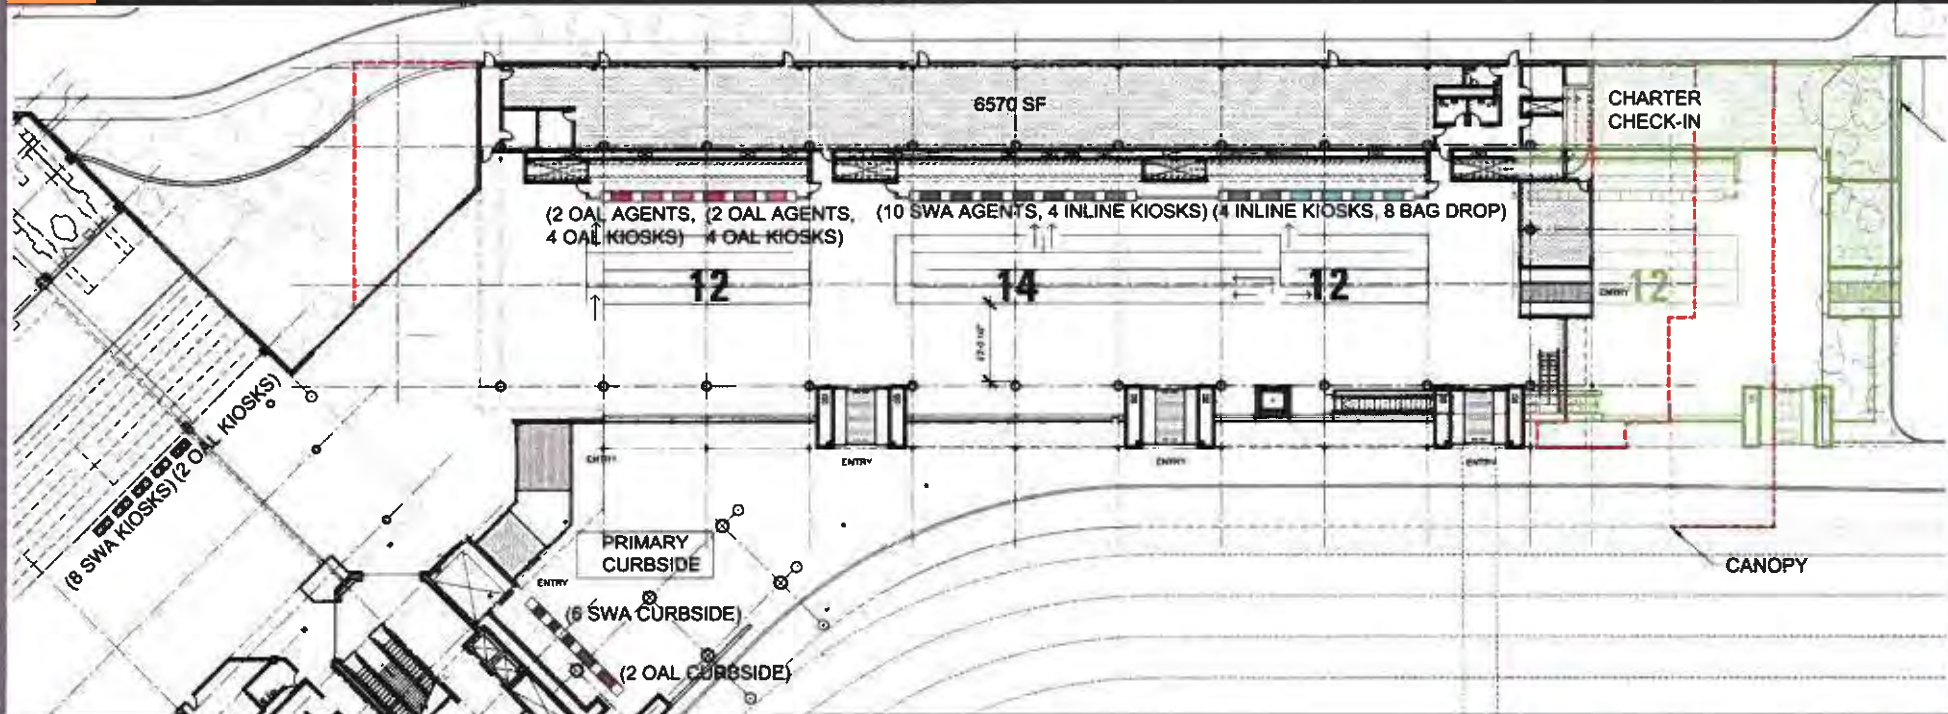 6570 SF
CHARTER
CHECK-IN
(2 OAL AGENTS,
4 OAL KIOSKS)
(2 OAL AGENTS,
4 OAL KIOSKS)
(10 SWA AGENTS, 4 INLINE KIOSKS)
(4 INLINE KIOSKS, 8 BAG DROP)
12
14
12
ENTRY
12
(8 SWA KIOSKS)
(2 OAL KIOSKS)
ENTRY
ENTRY
ENTRY
ENTRY
PRIMARY
CURBSIDE
ENTRY
(6 SWA CURBSIDE)
(2 OAL CURBSIDE)
CANOPY